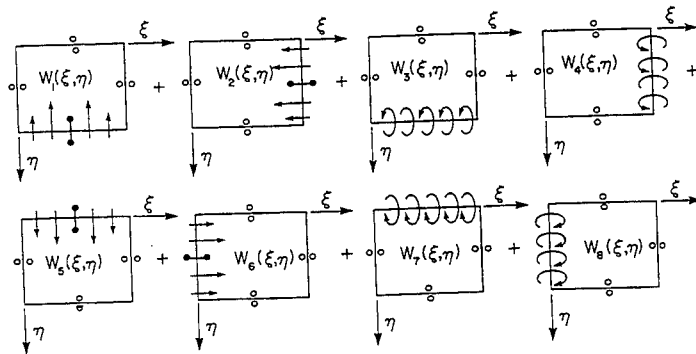 ξ ξ ξ ξ
W₁(ξ,η) + W₂(ξ,η) + W₃(ξ,η) + W₄(ξ,η) +
η η η η
ξ ξ ξ ξ
W₅(ξ,η) + W₆(ξ,η) + W₇(ξ,η) + W₈(ξ,η)
η η η η